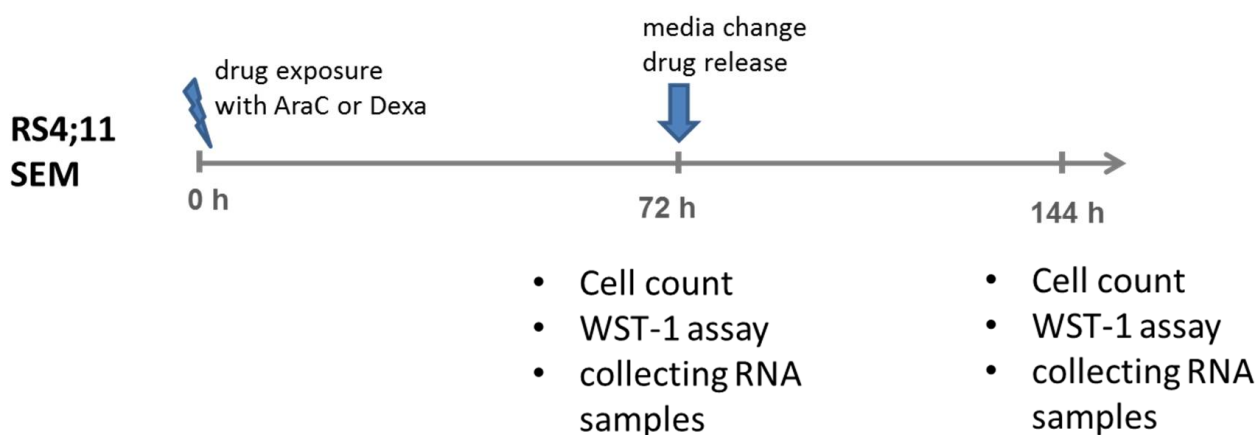 media change
drug release
drug exposure
with AraC or Dexa
RS4;11
SEM
0 h
72 h
144 h
• Cell count
• WST-1 assay
• collecting RNA
samples
• Cell count
• WST-1 assay
• collecting RNA
samples